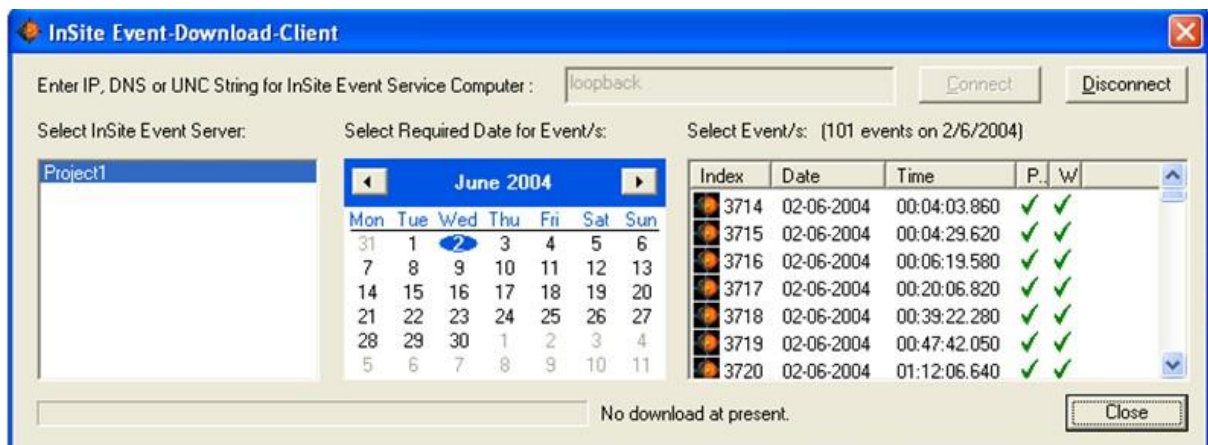 InSite Event-Download-Client
Enter IP, DNS or UNC String for InSite Event Service Computer :
loopback
Connect
Disconnect
Select InSite Event Server:
Project1
Select Required Date for Event/s:
June 2004
Mon Tue Wed Thu Fri Sat Sun
31 1 2 3 4 5 6
7 8 9 10 11 12 13
14 15 16 17 18 19 20
21 22 23 24 25 26 27
28 29 30 1 2 3 4
5 6 7 8 9 10 11
Select Event/s: (101 events on 2/6/2004)
Index Date Time P.. W
3714 02-06-2004 00:04:03.860 ✓ ✓
3715 02-06-2004 00:04:29.620 ✓ ✓
3716 02-06-2004 00:06:19.580 ✓ ✓
3717 02-06-2004 00:20:06.820 ✓ ✓
3718 02-06-2004 00:39:22.280 ✓ ✓
3719 02-06-2004 00:47:42.050 ✓ ✓
3720 02-06-2004 01:12:06.640 ✓ ✓
No download at present.
Close